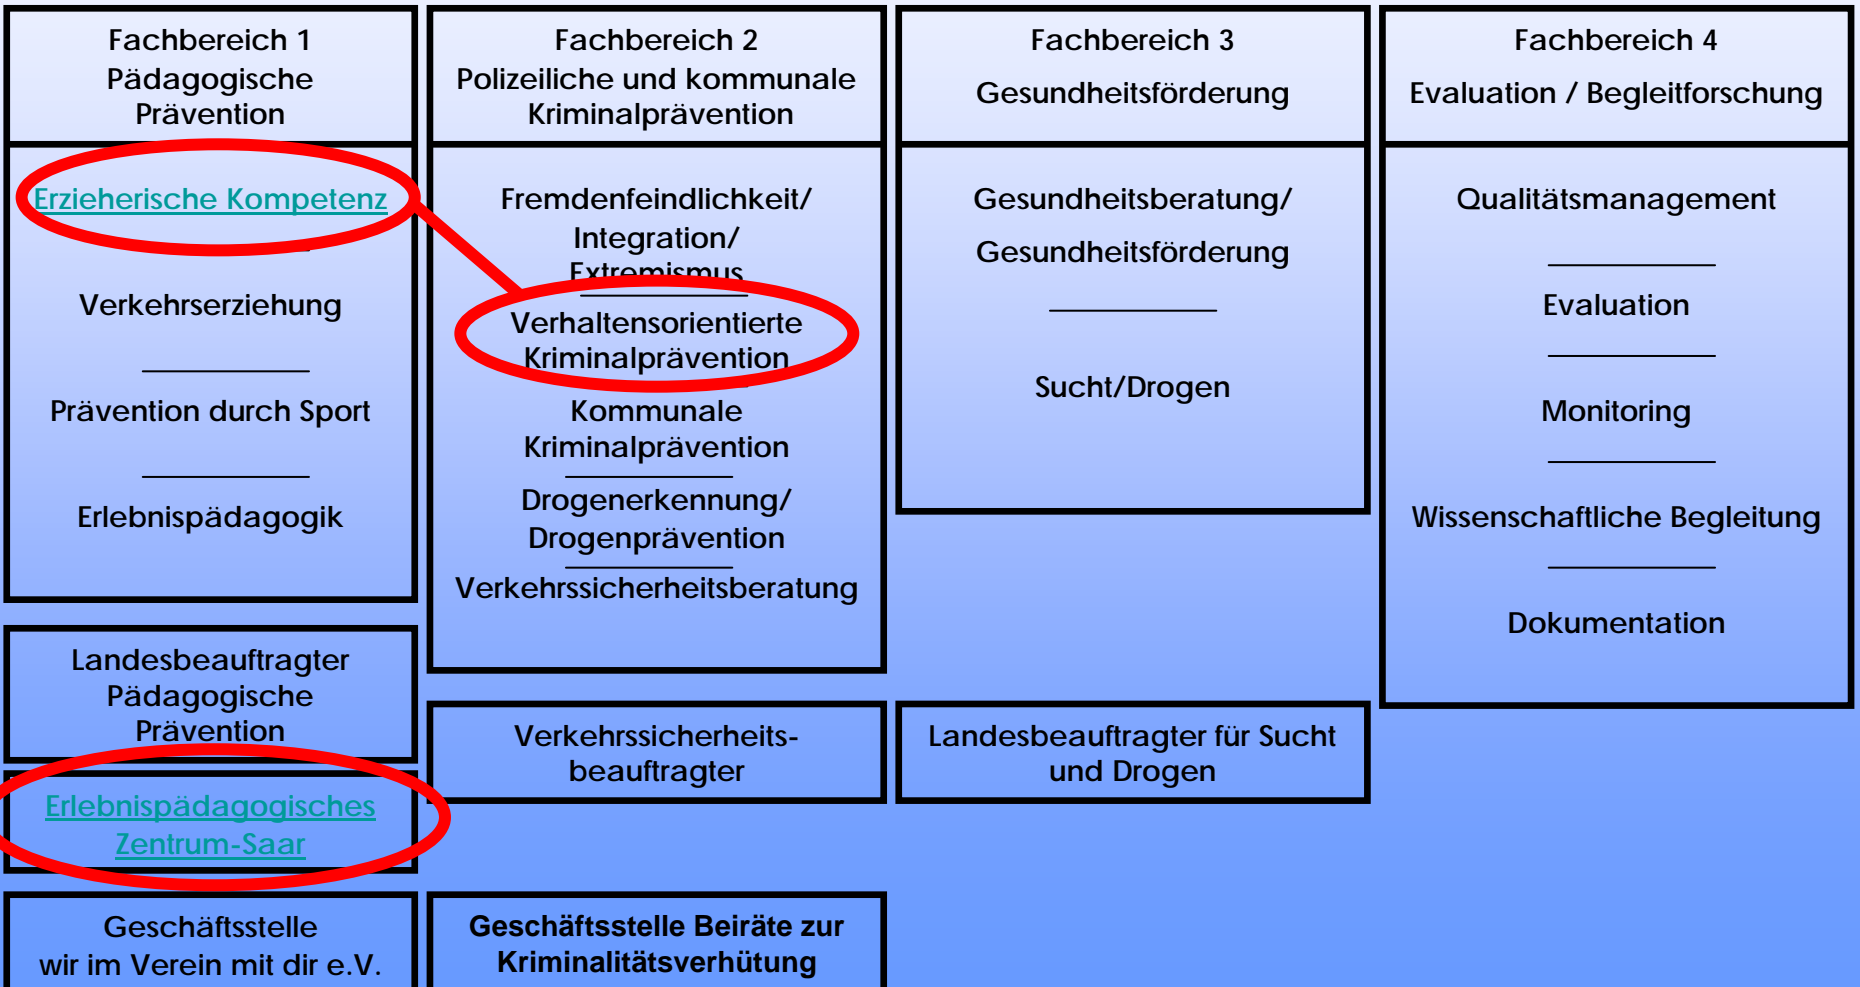 Fachbereich 1
Pädagogische
Prävention
Erzieherische Kompetenz
Verkehrserziehung
Prävention durch Sport
Erlebnispädagogik
Landesbeauftragter
Pädagogische
Prävention
Erlebnispädagogisches
Zentrum-Saar
Geschäftsstelle
wir im Verein mit dir e.V.
Fachbereich 2
Polizeiliche und kommunale
Kriminalprävention
Fremdenfeindlichkeit/
Integration/
Extremismus
Verhaltensorientierte
Kriminalprävention
Kommunale
Kriminalprävention
Drogenerkennung/
Drogenprävention
Verkehrssicherheitsberatung
Verkehrssicherheits-
beauftragter
Geschäftsstelle Beiräte zur
Kriminalitätsverhütung
Fachbereich 3
Gesundheitsförderung
Gesundheitsberatung/
Gesundheitsförderung
Sucht/Drogen
Landesbeauftragter für Sucht
und Drogen
Fachbereich 4
Evaluation / Begleitforschung
Qualitätsmanagement
Evaluation
Monitoring
Wissenschaftliche Begleitung
Dokumentation